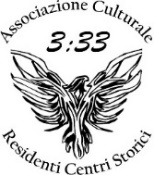 Associazione Culturale
3:33
Residenti Centri Storici